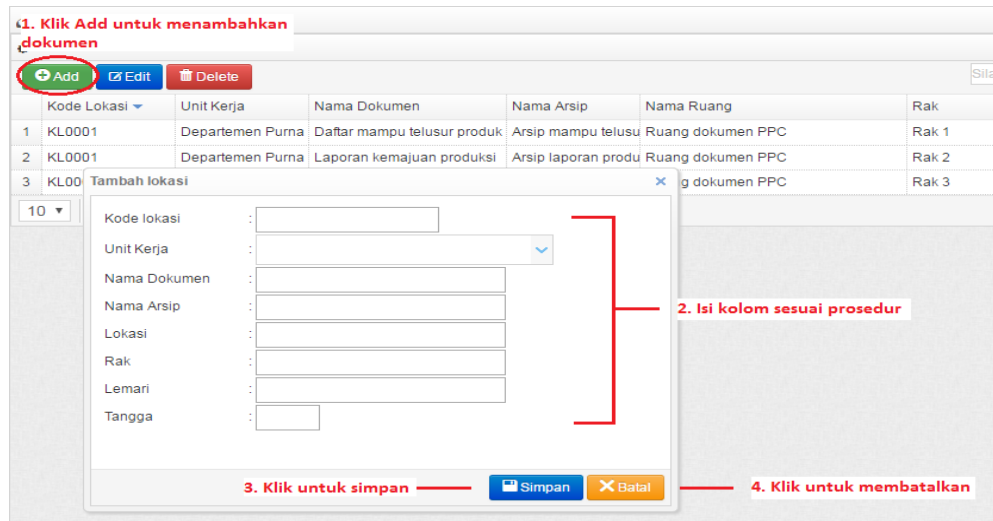 1. Klik Add untuk menambahkan
dokumen
Add Edit Delete
Kode Lokasi Unit Kerja Nama Dokumen Nama Arsip Nama Ruang Rak
1 KL0001 Departemen Purna Daftar mampu telusur produk Arsip mampu telusu Ruang dokumen PPC Rak 1
2 KL0001 Departemen Purna Laporan kemajuan produksi Arsip laporan produ Ruang dokumen PPC Rak 2
3 KL00 g dokumen PPC Rak 3
10
Tambah lokasi
Kode lokasi :
Unit Kerja :
Nama Dokumen :
Nama Arsip :
Lokasi :
Rak :
Lemari :
Tangga :
2. Isi kolom sesuai prosedur
3. Klik untuk simpan
Simpan Batal
4. Klik untuk membatalkan